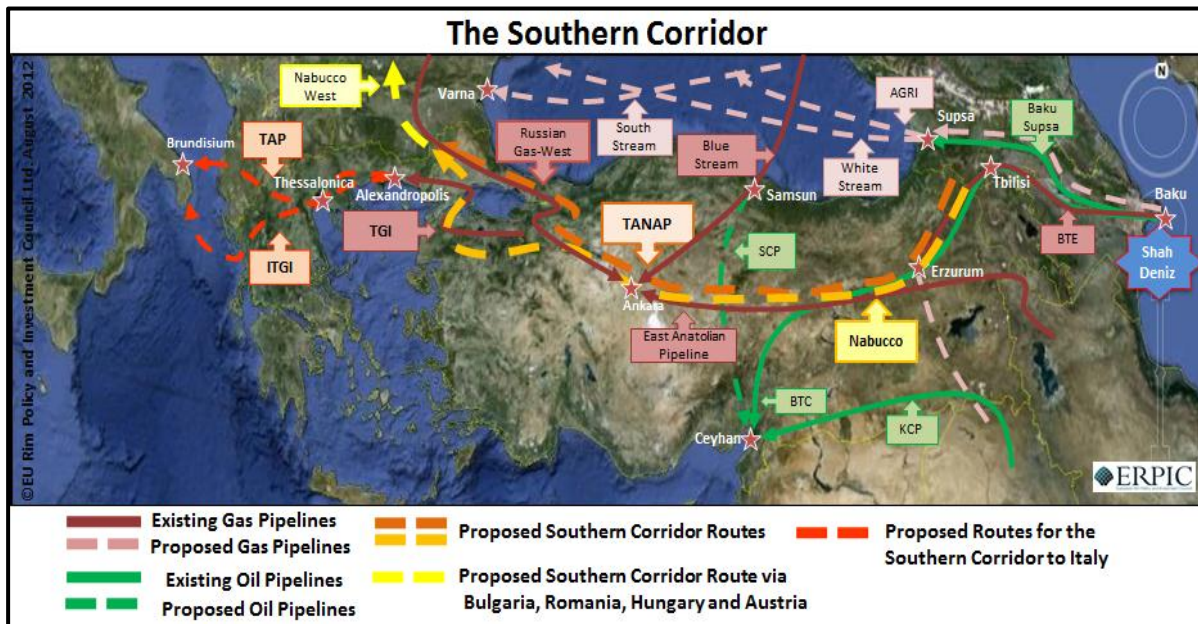 The Southern Corridor
©EU Rim Policy and Investment Council Ltd. August 2012
Nabucco
West
Varna
South
Stream
AGRI
Supsa
Baku
Supsa
N
Brundisium
TAP
Russian
Gas-West
Blue
Stream
White
Stream
Thessalonica
Alexandropolis
Samsun
Tbilisi
Baku
TGI
TANAP
BTE
Shah
Deniz
ITGI
SCP
Erzurum
Ankara
East Anatolian
Pipeline
Nabucco
BTC
Ceyhan
KCP
ERPIC
Existing Gas Pipelines
Proposed Gas Pipelines
Existing Oil Pipelines
Proposed Oil Pipelines
Proposed Southern Corridor Routes
Proposed Southern Corridor Route via
Bulgaria, Romania, Hungary and Austria
Proposed Routes for the
Southern Corridor to Italy